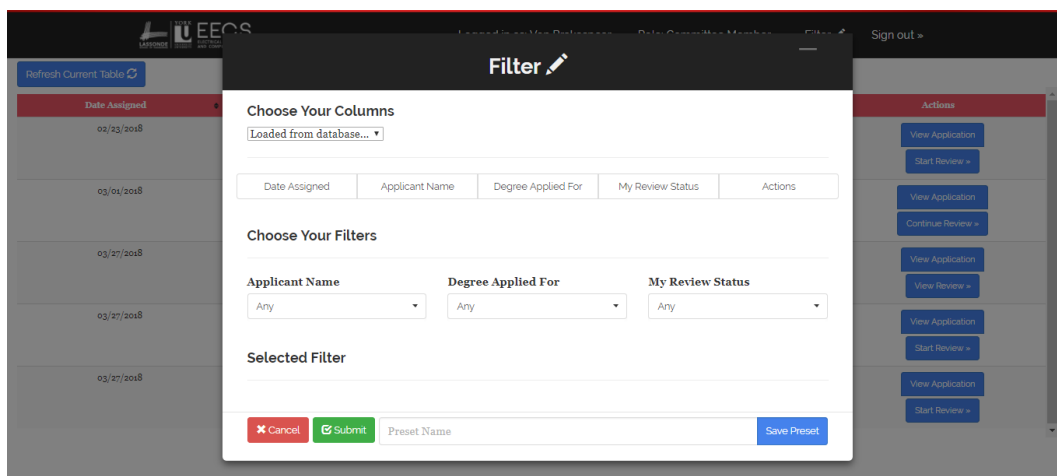 LASSONDE YORK U EECS Sign out »
Refresh Current Table
Filter
Date Assigned Actions
Choose Your Columns
Loaded from database...
02/23/2018 View Application
Start Review »
Date Assigned Applicant Name Degree Applied For My Review Status Actions
03/01/2018 View Application
Continue Review »
Choose Your Filters
03/27/2018 View Application
View Review »
Applicant Name Degree Applied For My Review Status
Any Any Any
03/27/2018 View Application
Start Review »
Selected Filter
03/27/2018 View Application
Start Review »
Cancel Submit Preset Name Save Preset